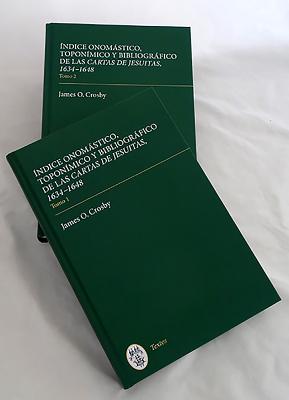 ÍNDICE ONOMÁSTICO,
TOPONÍMICO Y BIBLIOGRÁFICO
DE LAS CARTAS DE JESUITAS,
1634–1648
Tomo 2
James O. Crosby
ÍNDICE ONOMÁSTICO,
TOPONÍMICO Y BIBLIOGRÁFICO
DE LAS CARTAS DE JESUITAS,
1634–1648
Tomo 1
James O. Crosby
Textos